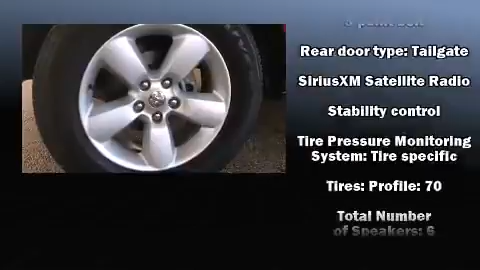 Rear door type: Tailgate
SiriusXM Satellite Radio
Stability control
Tire Pressure Monitoring
System: Tire specific
Tires: Profile: 70
Total Number
of Speakers: 6